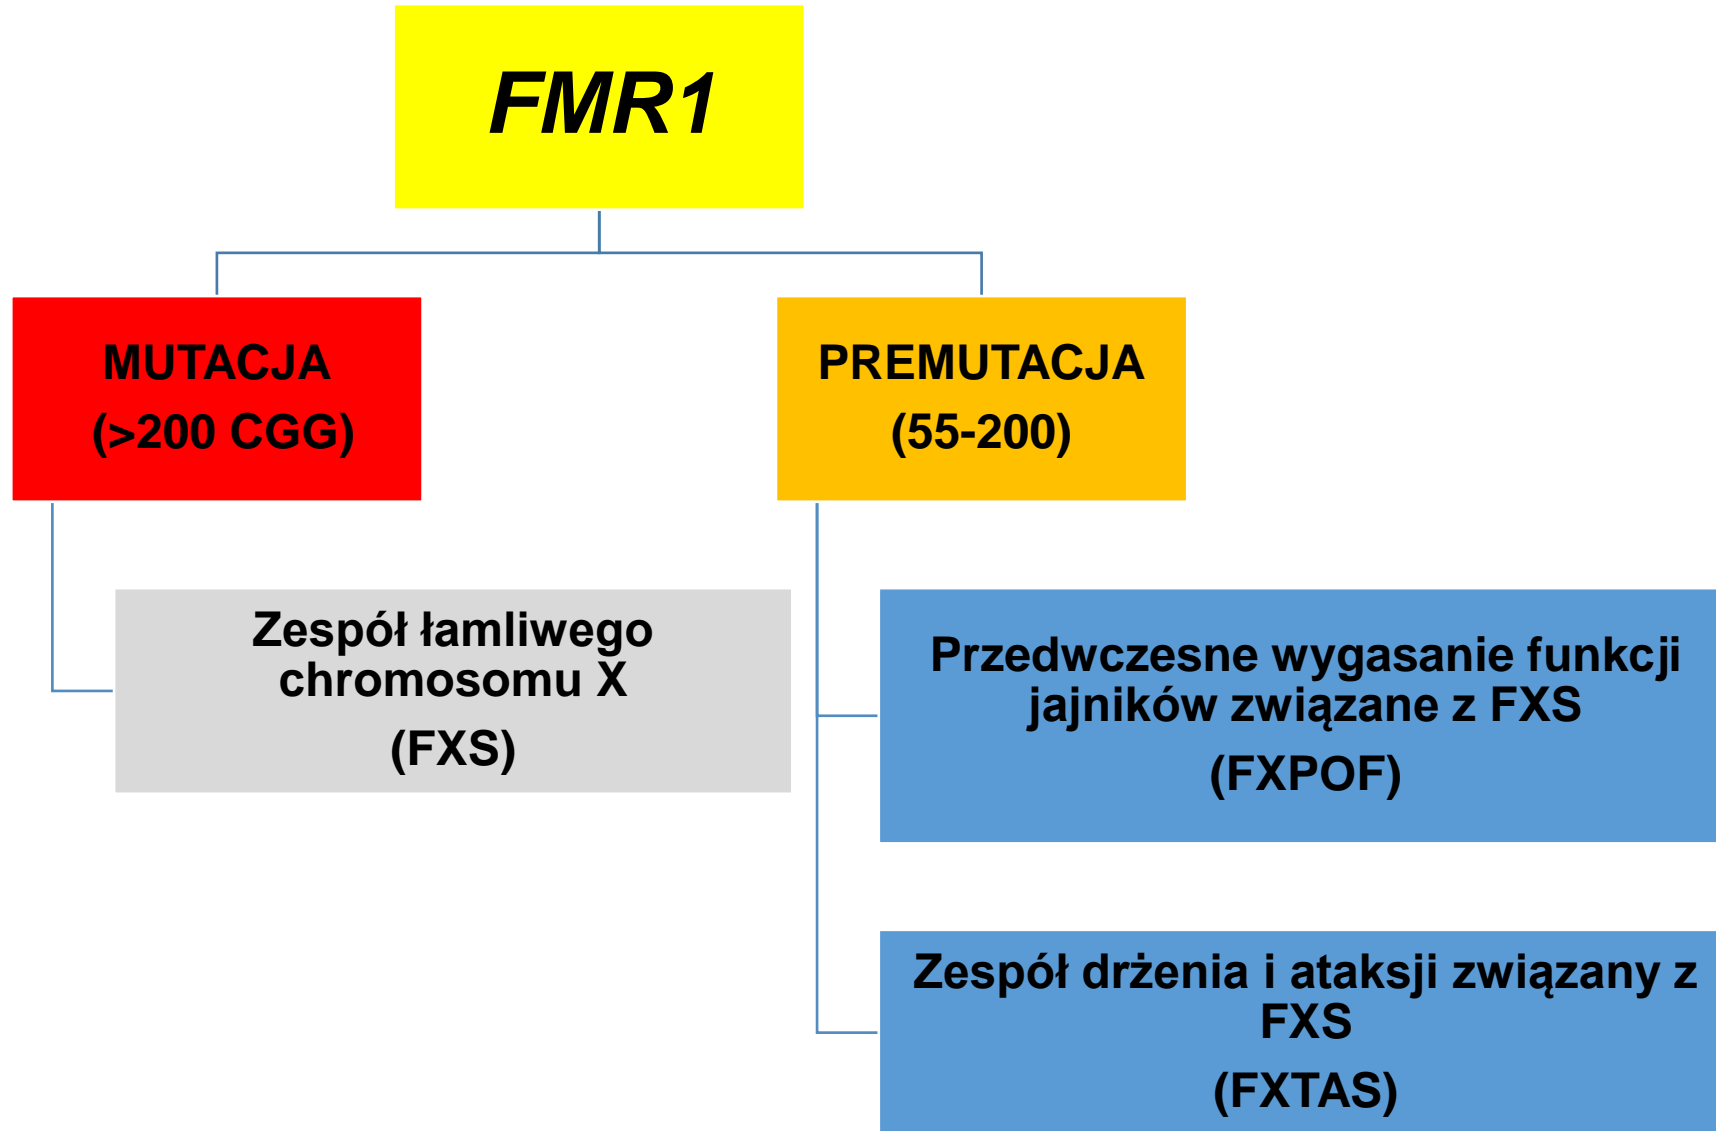 FMR1
MUTACJA
(>200 CGG)
PREMUTACJA
(55-200)
Zespół łamliwego
chromosomu X
(FXS)
Przedwczesne wygasanie funkcji
jajników związane z FXS
(FXPOF)
Zespół drżenia i ataksji związany z
FXS
(FXTAS)